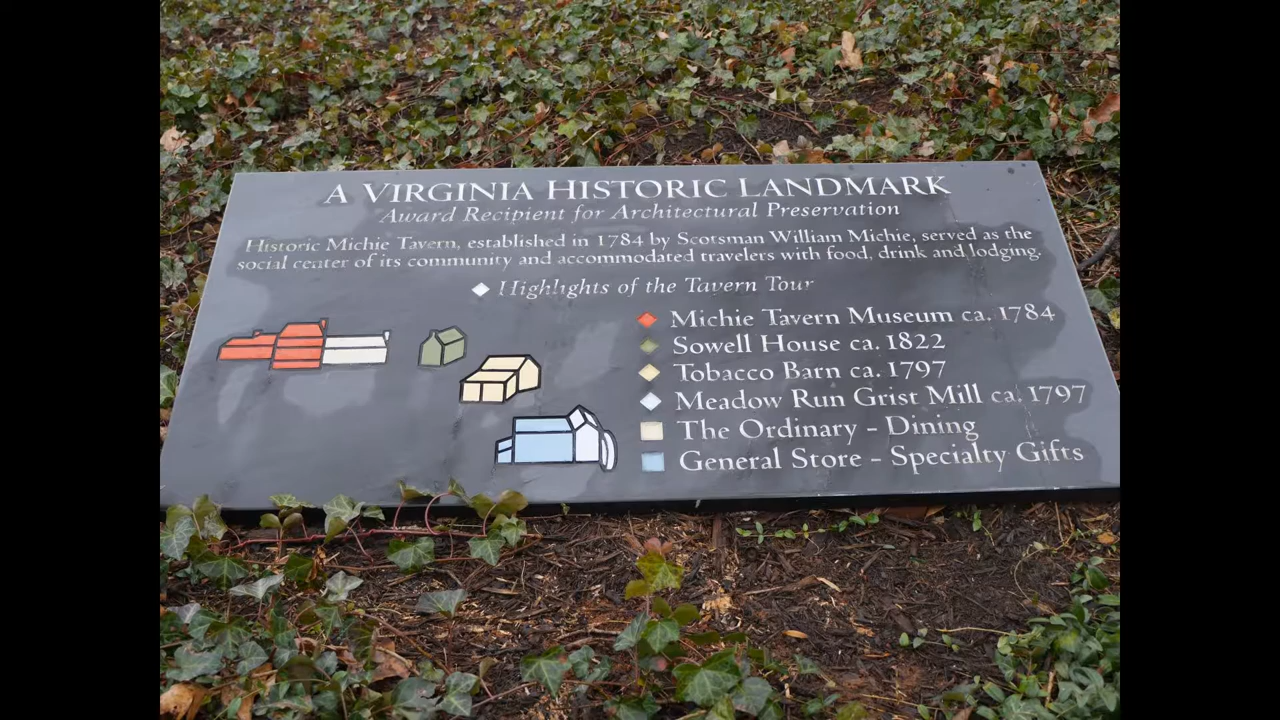 A VIRGINIA HISTORIC LANDMARK
Award Recipient for Architectural Preservation
Historic Michie Tavern, established in 1784 by Scotsman William Michie, served as the
social center of its community and accommodated travelers with food, drink and lodging.
Highlights of the Tavern Tour
Michie Tavern Museum ca. 1784
Sowell House ca. 1822
Tobacco Barn ca. 1797
Meadow Run Grist Mill ca. 1797
The Ordinary - Dining
General Store - Specialty Gifts